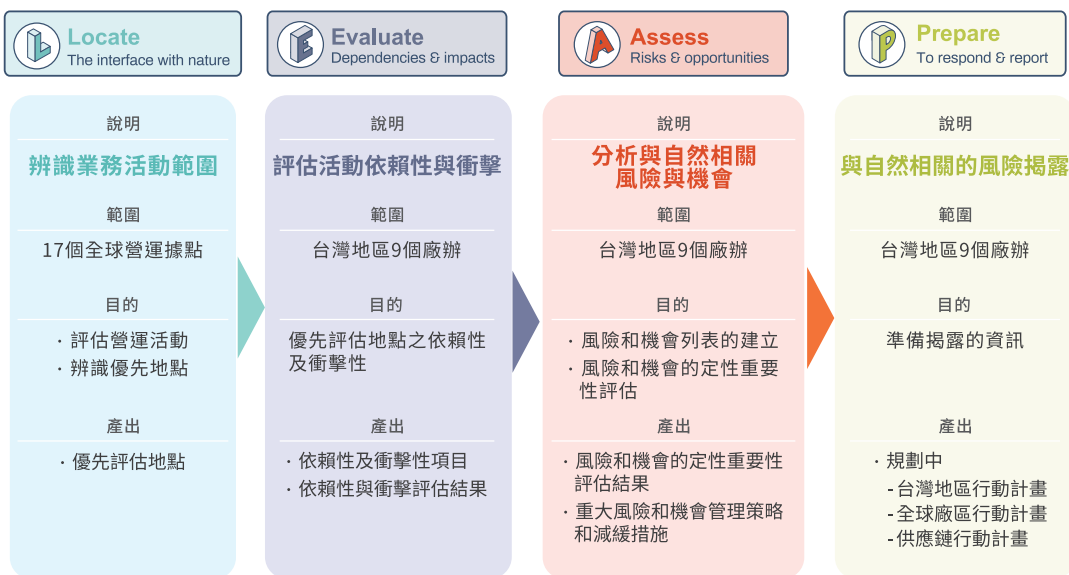 L
Locate
The interface with nature
說明
辨識業務活動範圍
範圍
17個全球營運據點
目的
·評估營運活動
·辨識優先地點
產出
·優先評估地點
E
Evaluate
Dependencies & impacts
說明
評估活動依賴性與衝擊
範圍
台灣地區9個廠辦
目的
優先評估地點之依賴性
及衝擊性
產出
·依賴性及衝擊性項目
·依賴性與衝擊評估結果
A
Assess
Risks & opportunities
說明
分析與自然相關
風險與機會
範圍
台灣地區9個廠辦
目的
·風險和機會列表的建立
·風險和機會的定性重要
性評估
產出
·風險和機會的定性重要性
評估結果
·重大風險和機會管理策略
和減緩措施
P
Prepare
To respond & report
說明
與自然相關的風險揭露
範圍
台灣地區9個廠辦
目的
準備揭露的資訊
產出
·規劃中
-台灣地區行動計畫
-全球廠區行動計畫
-供應鏈行動計畫